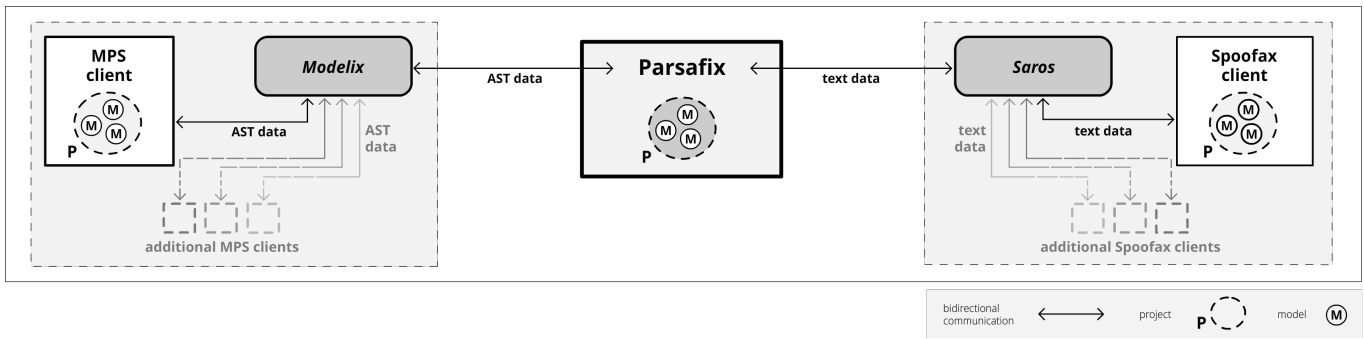 MPS
client
M
M
M
P
Modelix
AST data
AST
data
additional MPS clients
AST data
Parsafix
M
M
M
P
text data
Saros
text
data
text data
additional Spoofax clients
Spoofax
client
M
M
M
P
bidirectional
communication
project
P
model
M